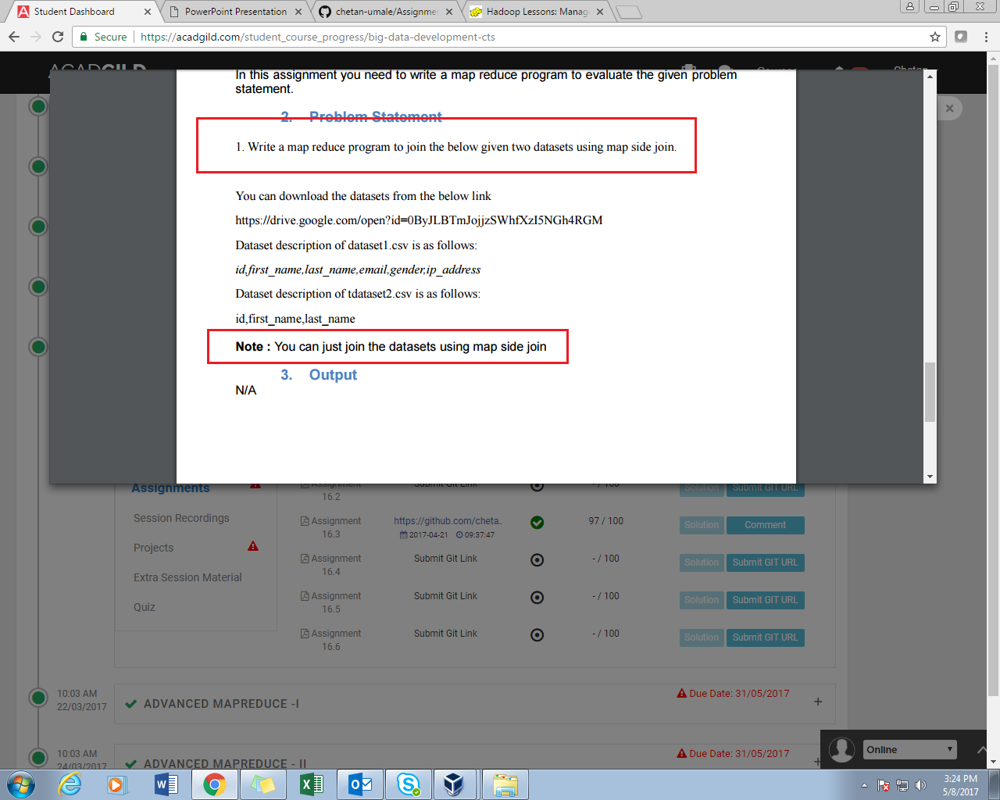 Student Dashboard
PowerPoint Presentation
chetan-umale/Assignme
Hadoop Lessons: Manag
Secure
https://acadgild.com/student_course_progress/big-data-development-cts
ACADGILD
In this assignment you need to write a map reduce program to evaluate the given problem
statement.
2. Problem Statement
1. Write a map reduce program to join the below given two datasets using map side join.
You can download the datasets from the below link
https://drive.google.com/open?id=0ByJLBTmJojjzSWhfXzI5NGh4RGM
Dataset description of dataset1.csv is as follows:
id,first_name,last_name,email,gender,ip_address
Dataset description of tdataset2.csv is as follows:
id,first_name,last_name
Note : You can just join the datasets using map side join
3. Output
N/A
Assignments
Session Recordings
Projects
Extra Session Material
Quiz
Assignment 16.2 Submit Git Link - / 100 Solution Submit GIT URL
Assignment https://github.com/cheta.. 97 / 100 Solution Comment
16.3 2017-04-21 09:37:47
Assignment Submit Git Link - / 100 Solution Submit GIT URL
16.4
Assignment Submit Git Link - / 100 Solution Submit GIT URL
16.5
Assignment Submit Git Link - / 100 Solution Submit GIT URL
16.6
10:03 AM
22/03/2017
ADVANCED MAPREDUCE -I
Due Date: 31/05/2017
10:03 AM
24/03/2017
ADVANCED MAPREDUCE - II
Due Date: 31/05/2017
Online
3:24 PM
5/8/2017